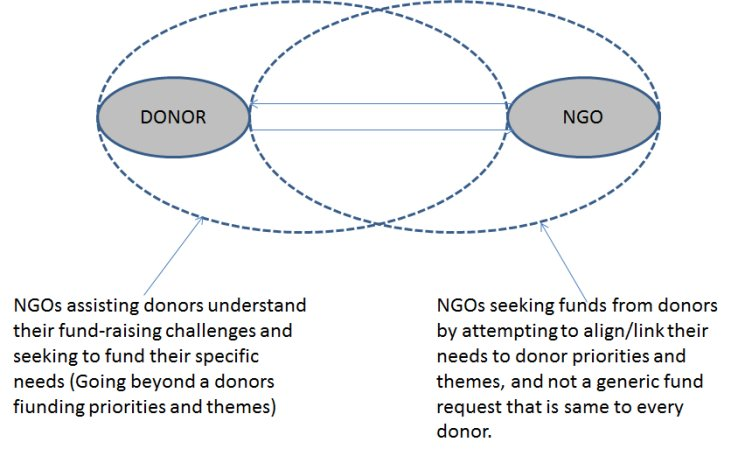 DONOR
NGO
NGOs assisting donors understand
their fund-raising challenges and
seeking to fund their specific
needs (Going beyond a donors
fiunding priorities and themes)
NGOs seeking funds from donors
by attempting to align/link their
needs to donor priorities and
themes, and not a generic fund
request that is same to every
donor.